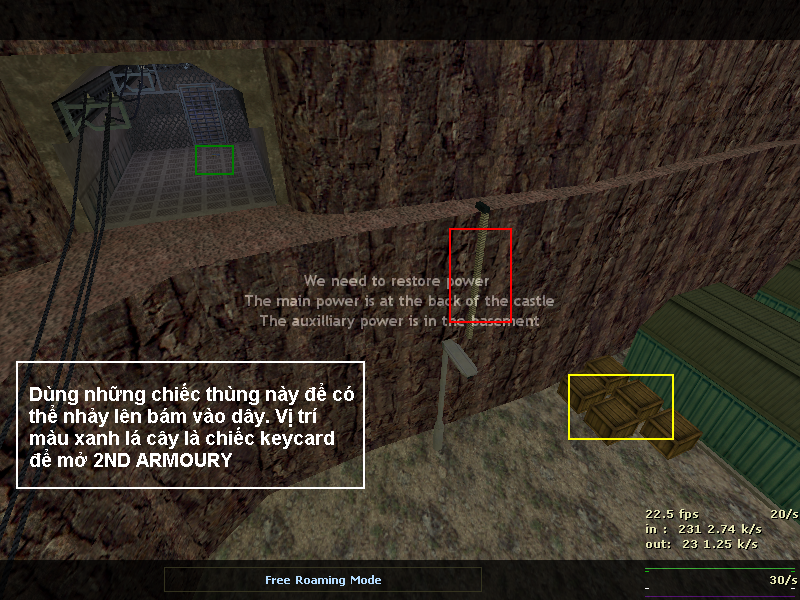 We need to restore power
The main power is at the back of the castle
The auxilliary power is in the basement
Dùng những chiếc thùng này để có
thể nhảy lên bám vào dây. Vị trí
màu xanh lá cây là chiếc keycard
để mở 2ND ARMOURY
22.5 fps 20/s
in : 231 2.74 k/s
out: 23 1.25 k/s
30/s
Free Roaming Mode